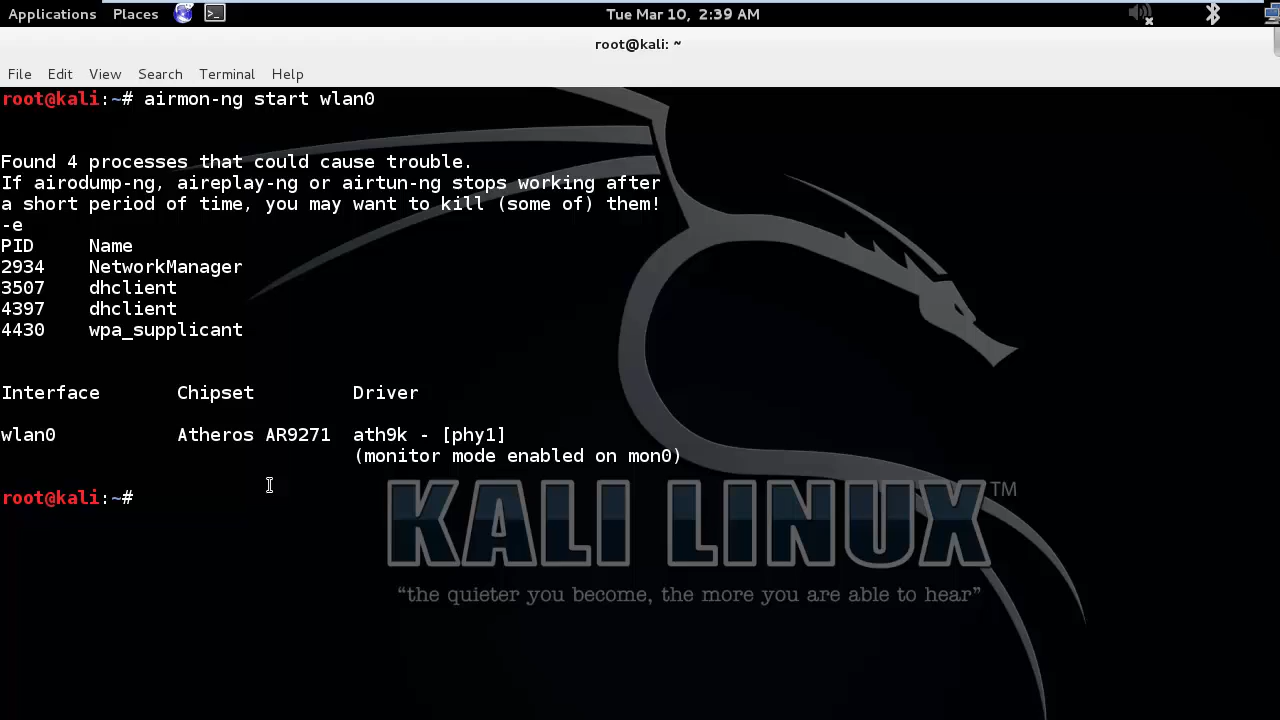 Applications Places Tue Mar 10, 2:39 AM
root@kali: ~
File Edit View Search Terminal Help
root@kali:~# airmon-ng start wlan0
Found 4 processes that could cause trouble.
If airodump-ng, aireplay-ng or airtun-ng stops working after
a short period of time, you may want to kill (some of) them!
-e
PID Name
2934 NetworkManager
3507 dhclient
4397 dhclient
4430 wpa_supplicant
Interface Chipset Driver
wlan0 Atheros AR9271 ath9k - [phy1]
(monitor mode enabled on mon0)
root@kali:~#
KALI LINUX™
“the quieter you become, the more you are able to hear”